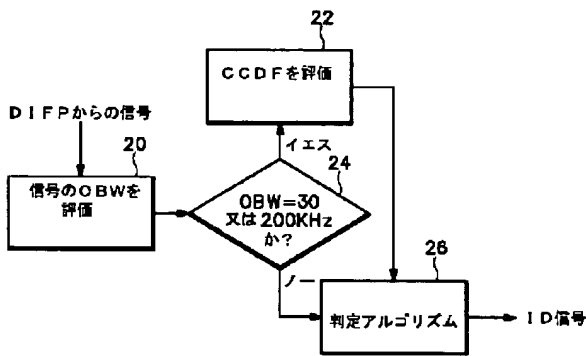 22
CCDFを評価
DIFPからの信号
20
イエス
24
信号のOBWを
評価
OBW=30
又は200KHz
か?
26
ノー
判定アルゴリズム
ID信号